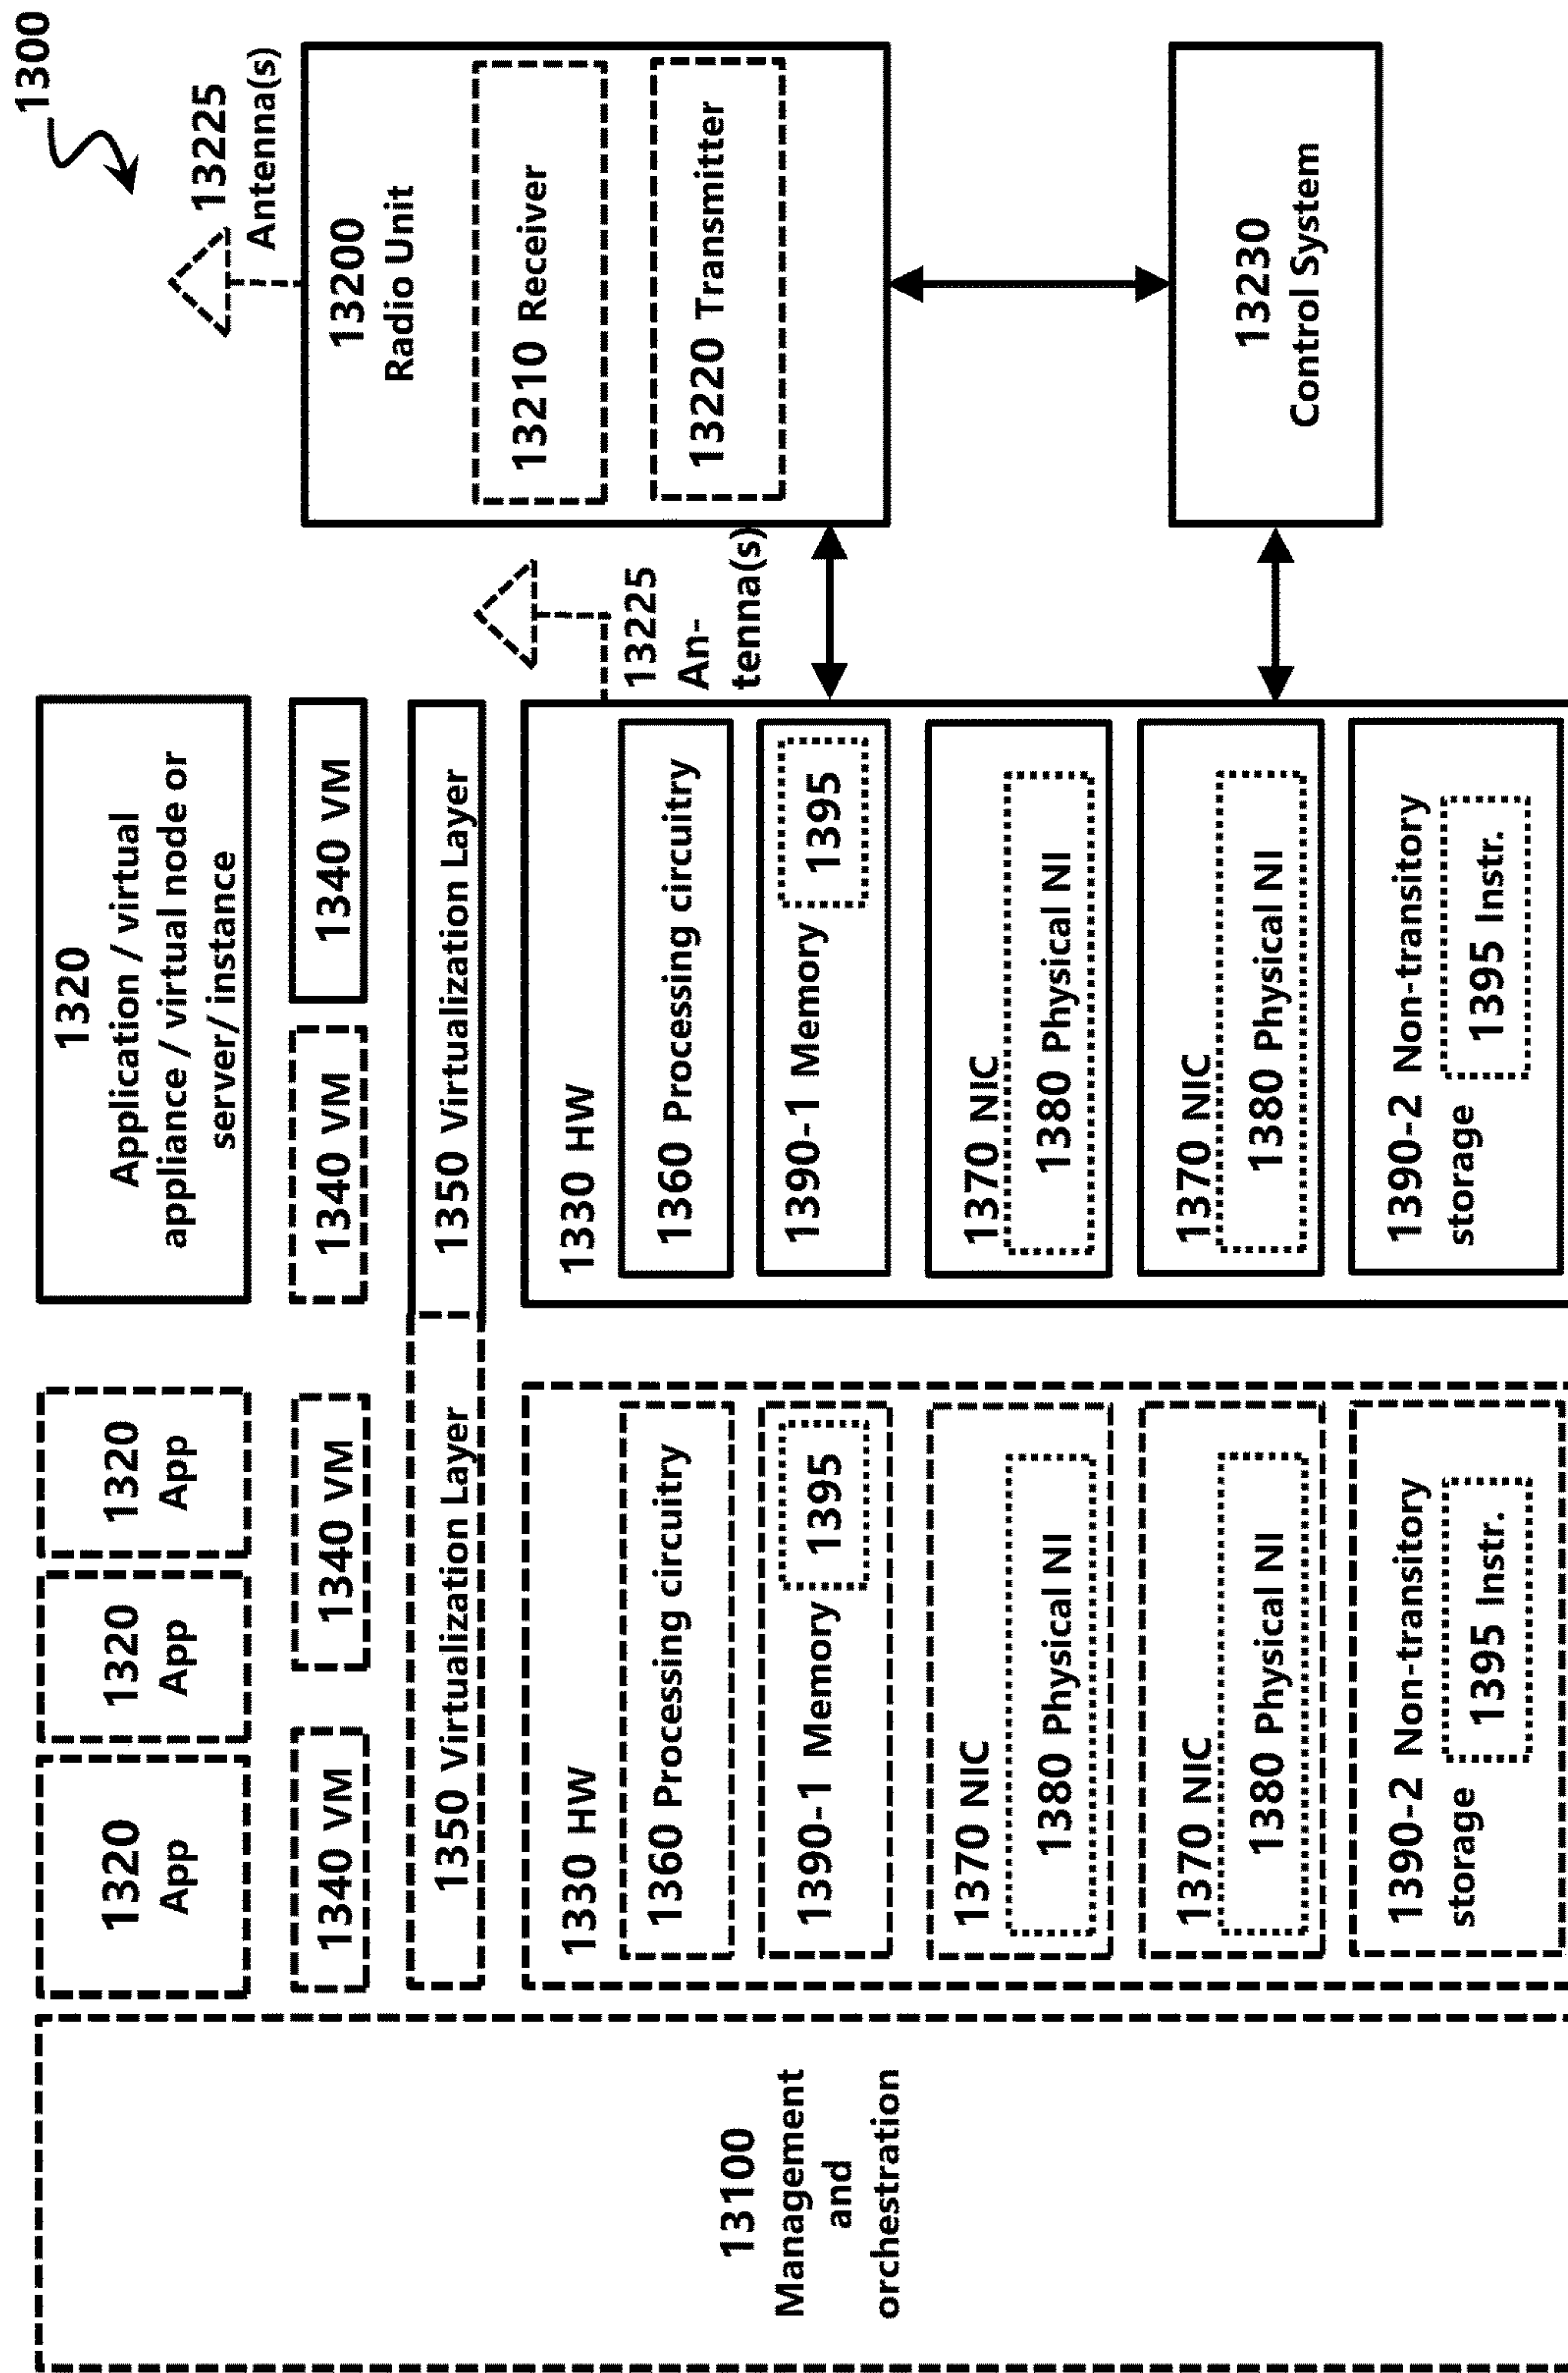 1300
13100
Management
and
orchestration
1320
App
1320
App
1320
App
1320
Application / virtual
appliance / virtual node or
server/ instance
1340 VM
1340 VM
1340 VM
1340 VM
1350 Virtualization Layer
1350 Virtualization Layer
1330 HW
1360 Processing circuitry
1390-1 Memory
1395
1370 NIC
1380 Physical NI
1370 NIC
1380 Physical NI
1390-2 Non-transitory
storage
1395 Instr.
1330 HW
1360 Processing circuitry
1390-1 Memory
1395
1370 NIC
1380 Physical NI
1370 NIC
1380 Physical NI
1390-2 Non-transitory
storage
1395 Instr.
13225
An-
tenna(s)
13225
Antenna(s)
13200
Radio Unit
13210 Receiver
13220 Transmitter
13230
Control System